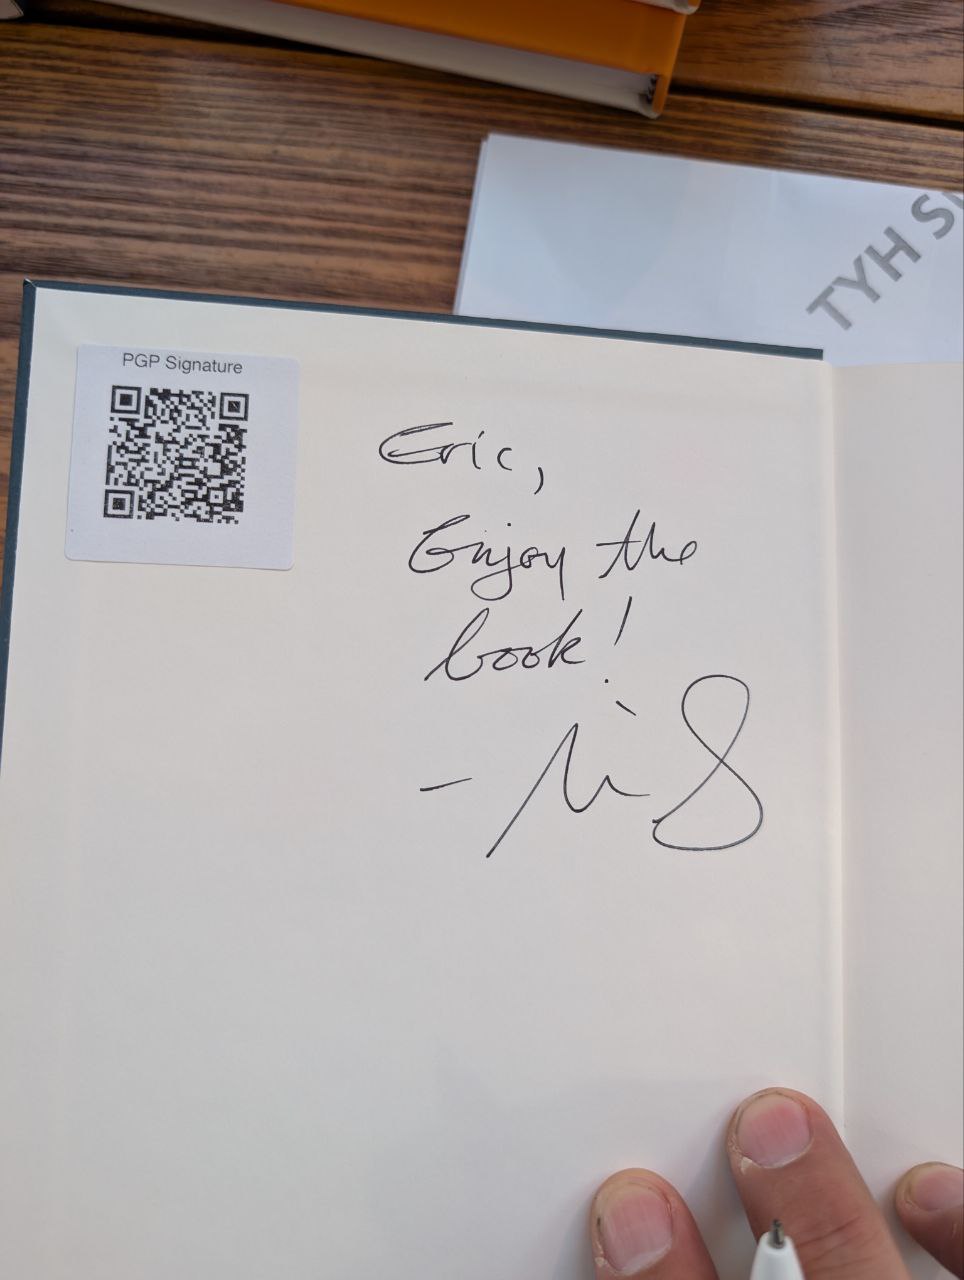 TYH S
PGP Signature
Eric,
Enjoy the
book!